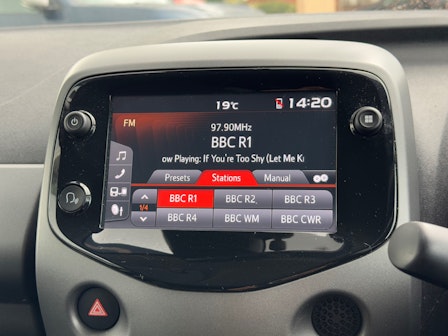 19°C 14:20
FM
97.90MHz
BBC R1
ow Playing: If You're Too Shy (Let Me K
Presets Stations Manual
BBC R1 BBC R2 BBC R3
1/4
BBC R4 BBC WM BBC CWR